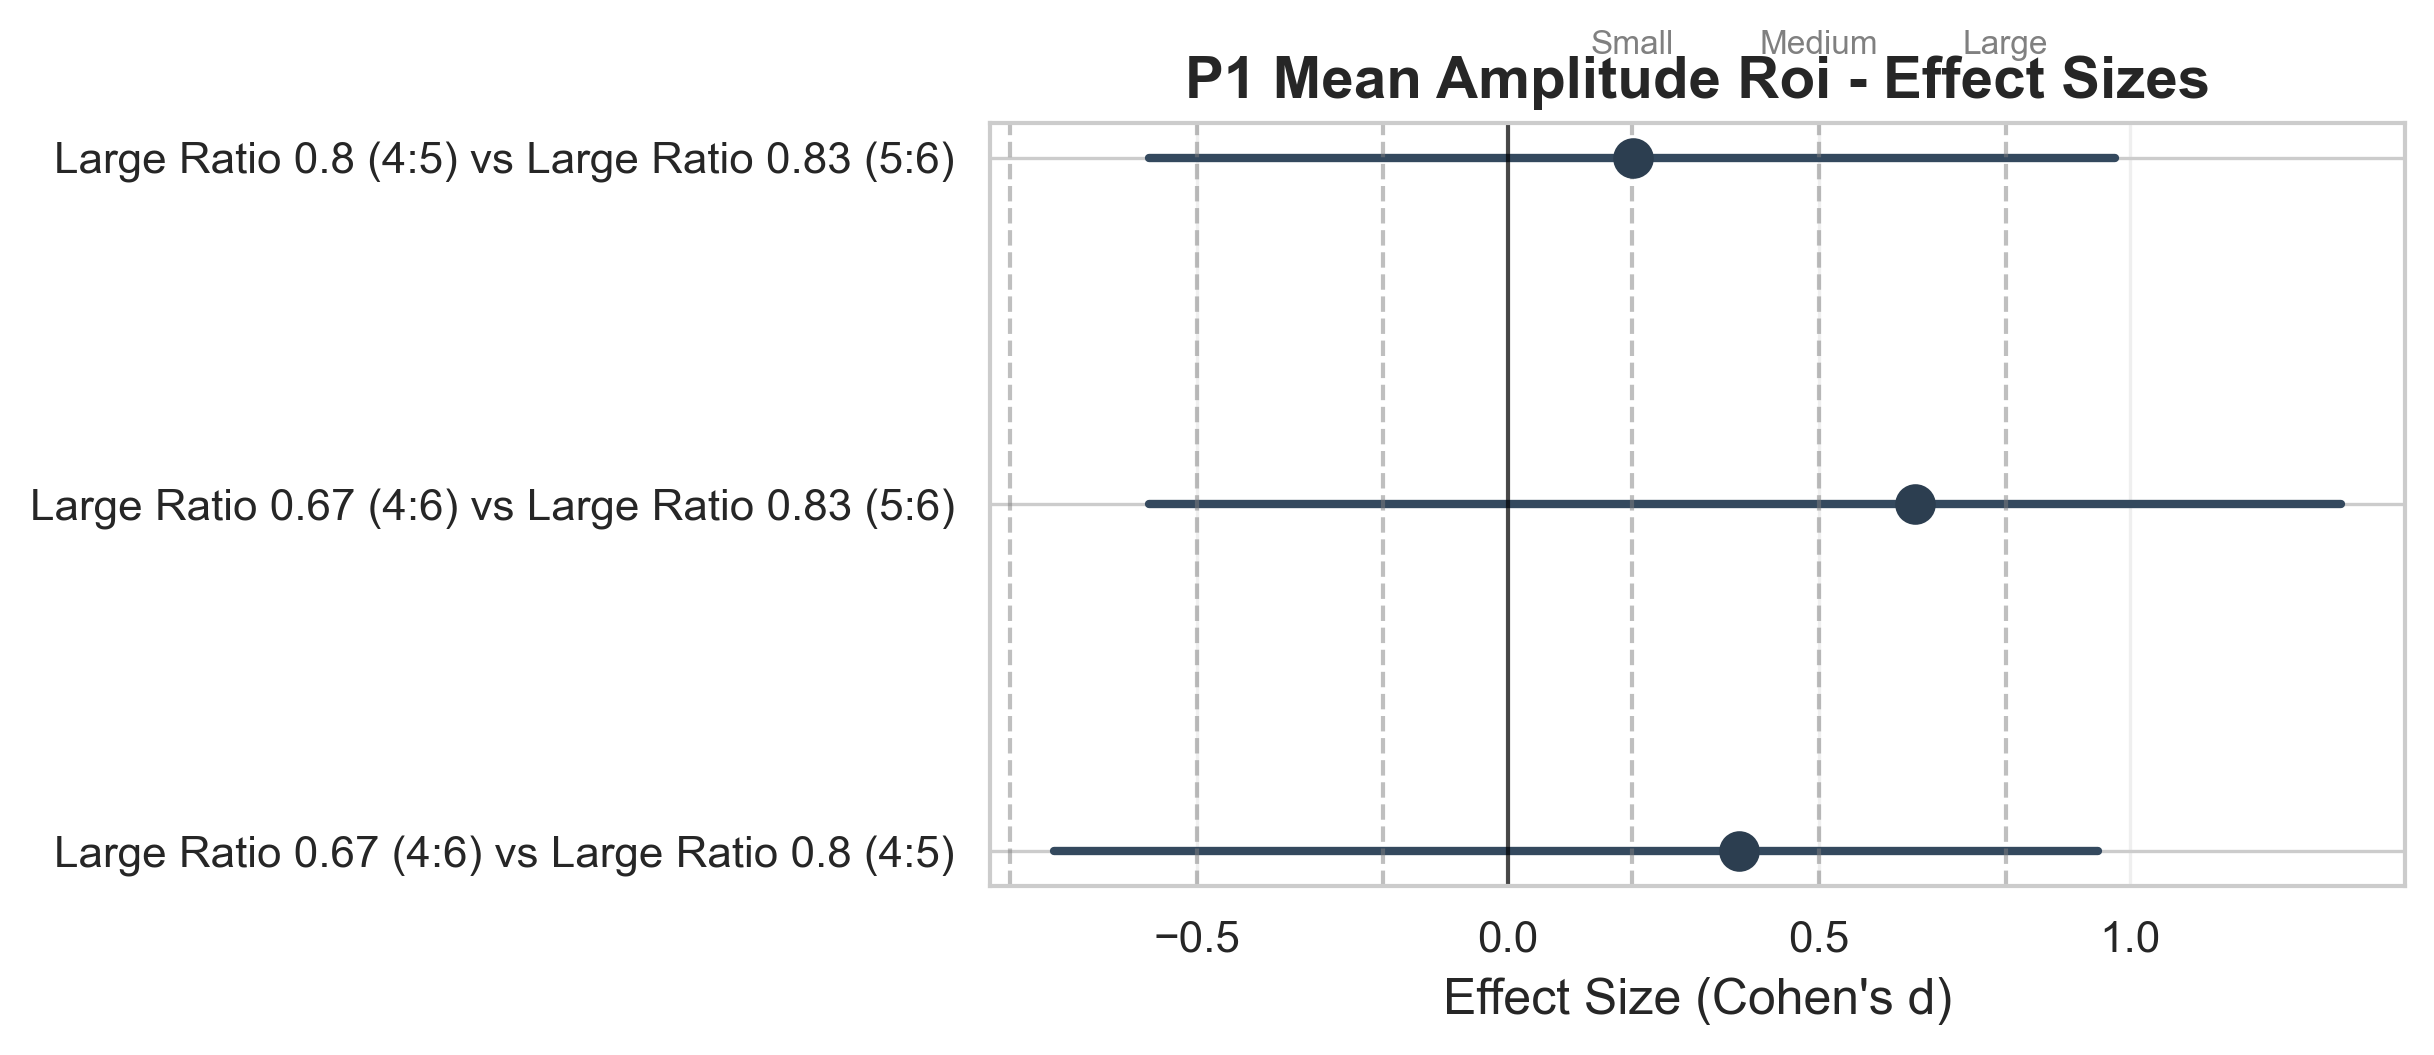 Small Medium Large
P1 Mean Amplitude Roi - Effect Sizes
Large Ratio 0.8 (4:5) vs Large Ratio 0.83 (5:6)
Large Ratio 0.67 (4:6) vs Large Ratio 0.83 (5:6)
Large Ratio 0.67 (4:6) vs Large Ratio 0.8 (4:5)
−0.5 0.0 0.5 1.0
Effect Size (Cohen's d)